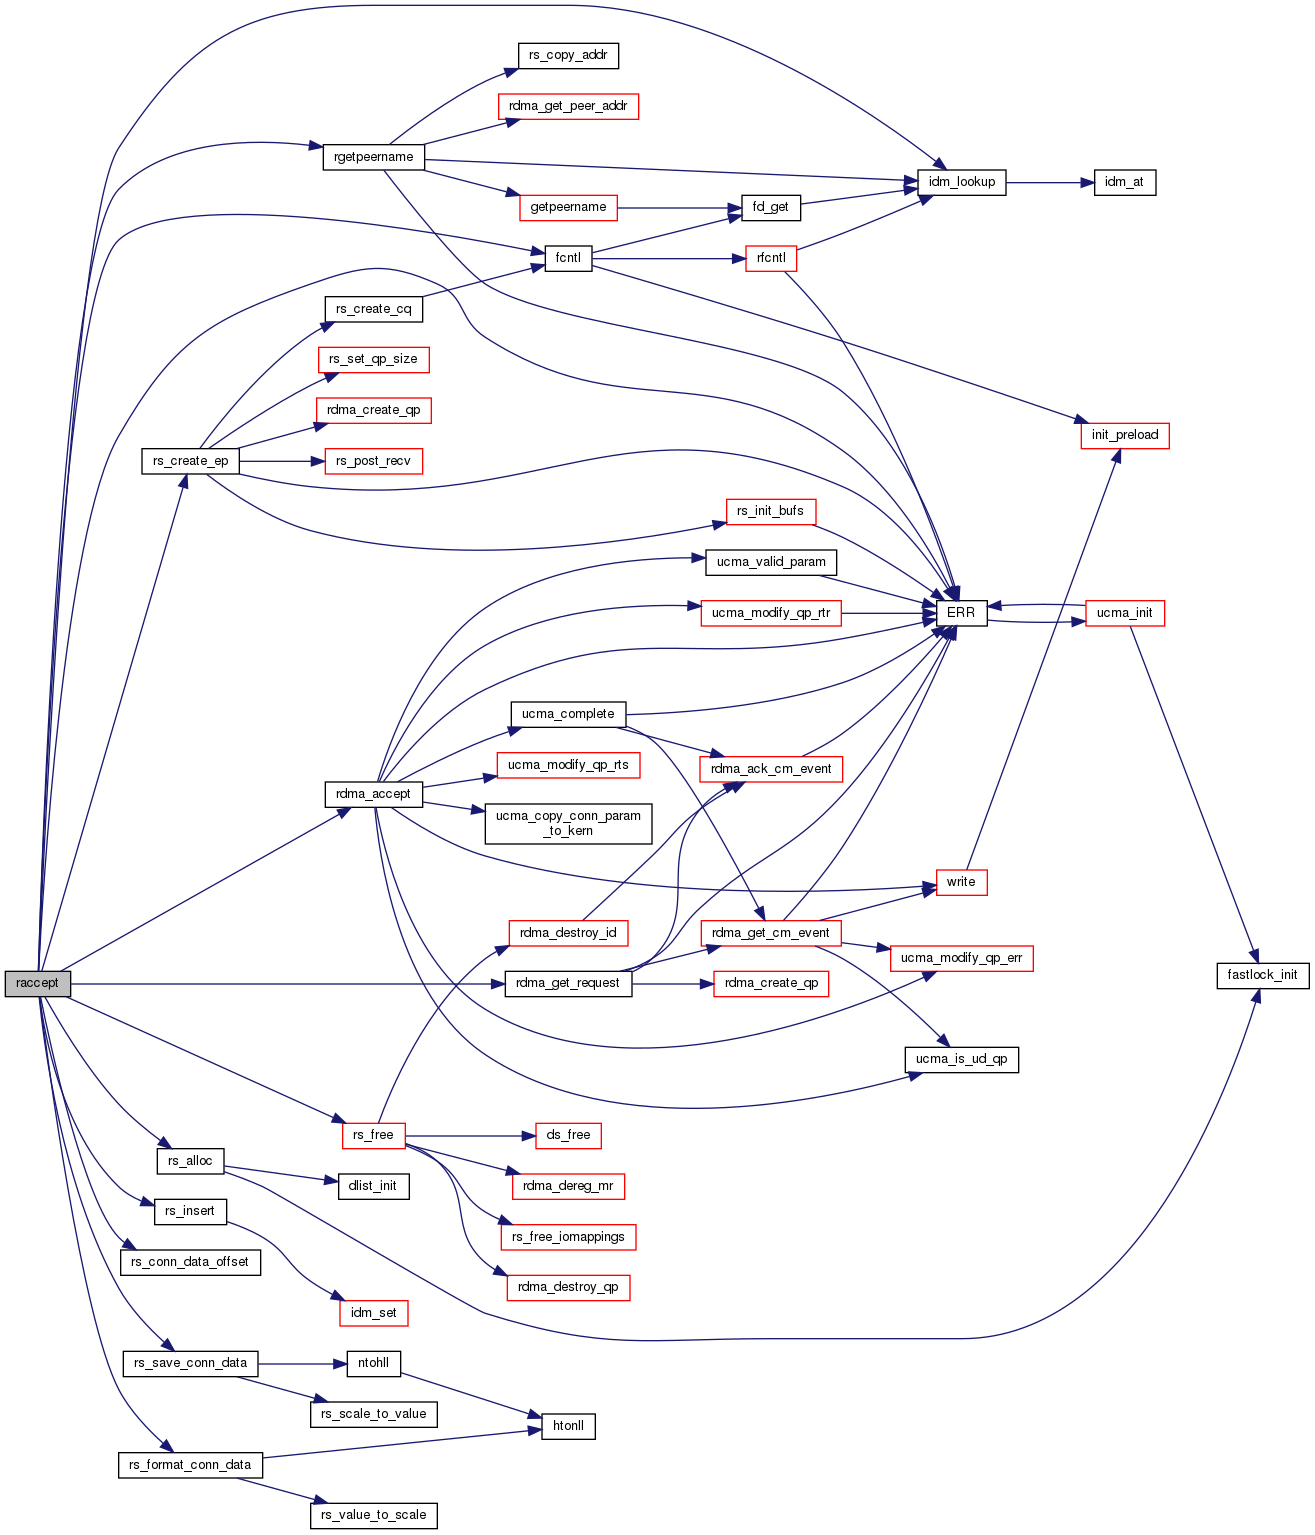 rs_copy_addr
rdma_get_peer_addr
rgetpeername
idm_lookup
idm_at
getpeername
fd_get
fcntl
rfcntl
rs_create_cq
rs_set_qp_size
rdma_create_qp
init_preload
rs_create_ep
rs_post_recv
rs_init_bufs
ucma_valid_param
ucma_modify_qp_rtr
ERR
ucma_init
ucma_complete
ucma_modify_qp_rts
rdma_ack_cm_event
rdma_accept
ucma_copy_conn_param
_to_kern
write
rdma_destroy_id
rdma_get_cm_event
ucma_modify_qp_err
fastlock_init
raccept
rdma_get_request
rdma_create_qp
ucma_is_ud_qp
rs_free
ds_free
rs_alloc
dlist_init
rdma_dereg_mr
rs_insert
rs_free_iomappings
rs_conn_data_offset
rdma_destroy_qp
idm_set
rs_save_conn_data
ntohll
rs_scale_to_value
htonll
rs_format_conn_data
rs_value_to_scale